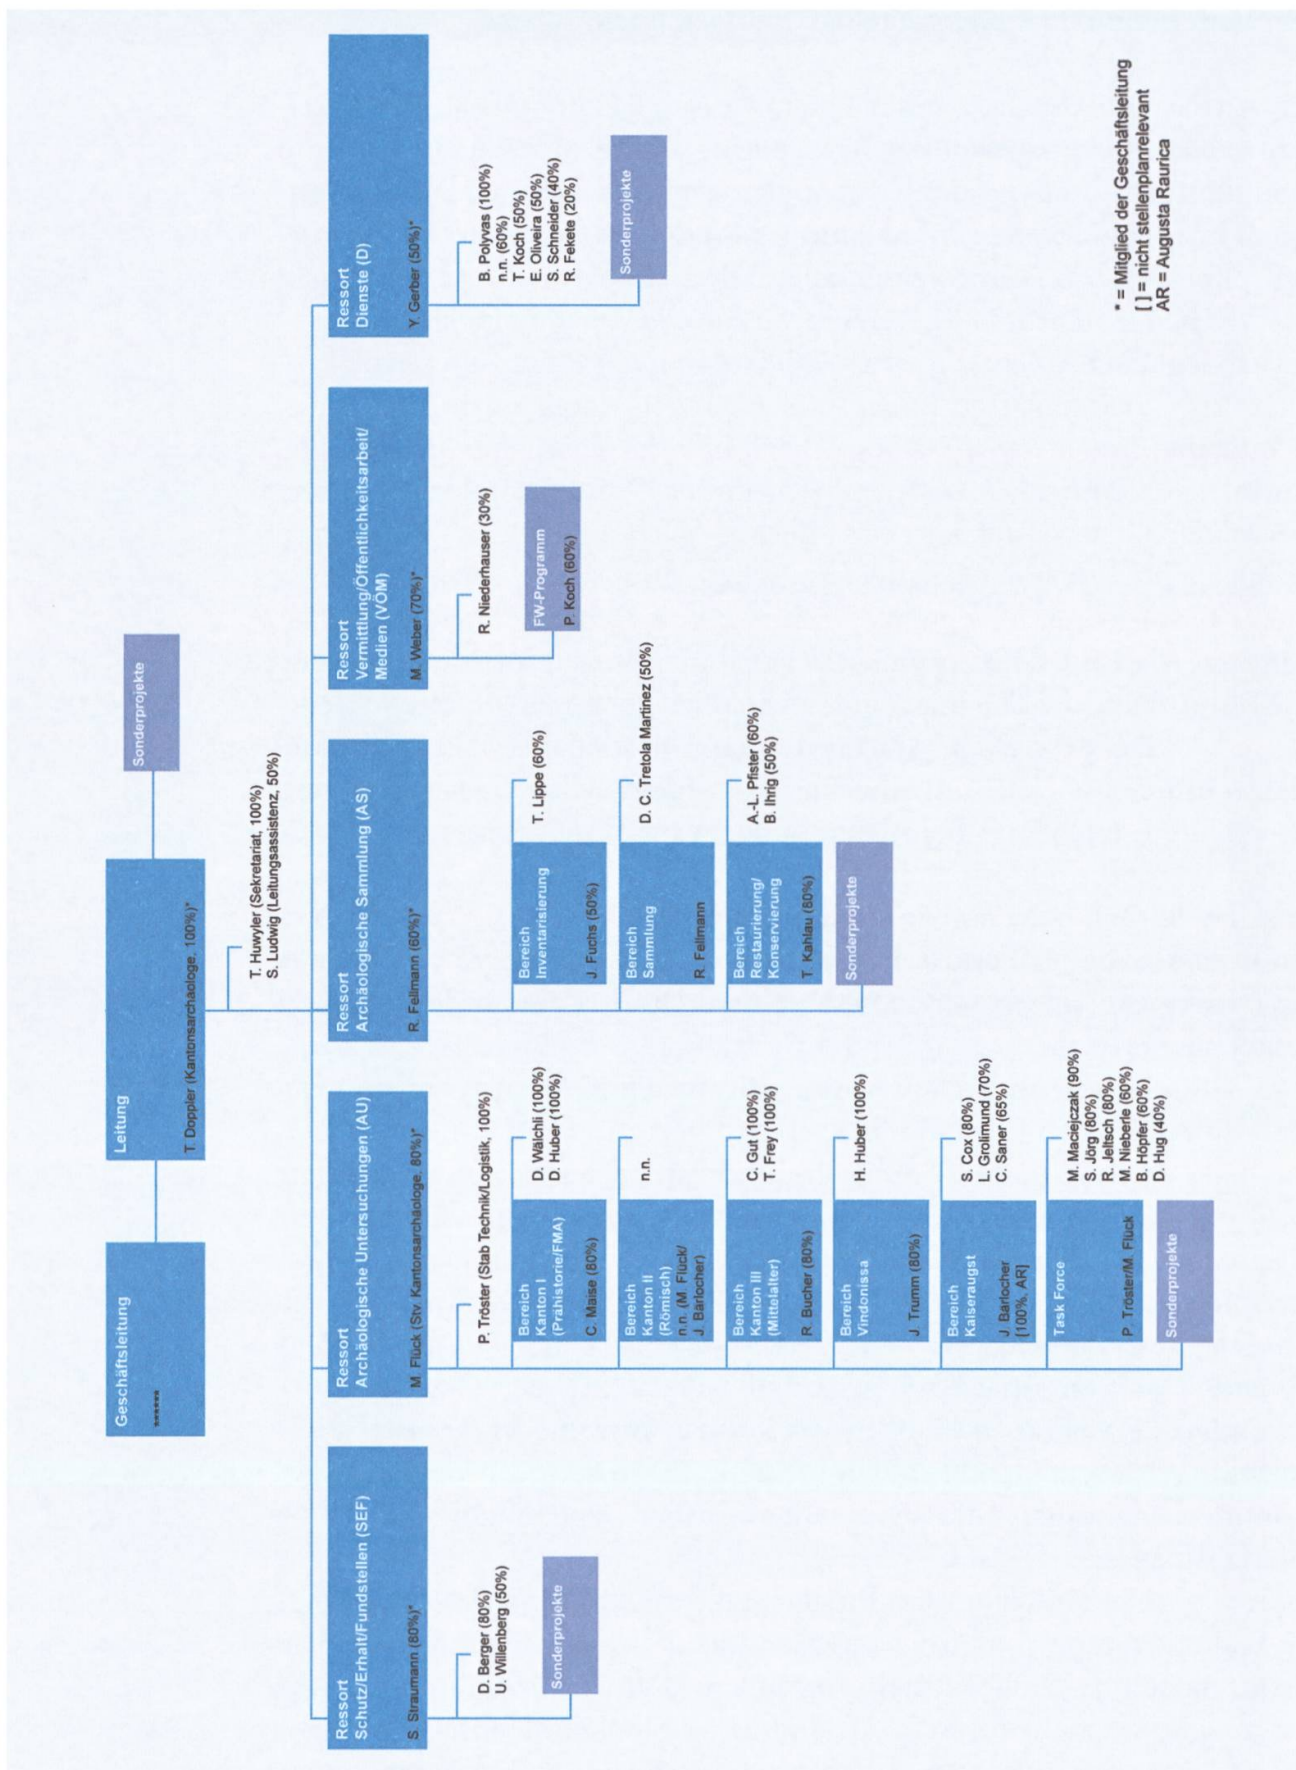 Geschäftsleitung
******
Leitung
T. Doppler (Kantonsarchäologe, 100%)*
Sonderprojekte
T. Huwyler (Sekretariat, 100%)
S. Ludwig (Leitungsassistenz, 50%)
Ressort
Schutz/Erhalt/Fundstellen (SEF)
S. Straumann (80%)*
D. Berger (80%)
U. Willenberg (50%)
Sonderprojekte
Ressort
Archäologische Untersuchungen (AU)
M. Flück (Stv. Kantonsarchäologe, 80%)*
P. Tröster (Stab Technik/Logistik, 100%)
Bereich
Kanton I
(Prähistorie/FMA)
C. Maise (80%)
D. Wälchli (100%)
D. Huber (100%)
Bereich
Kanton II
(Römisch)
n.n. (M. Flück/
J. Bärlocher)
n.n.
Bereich
Kanton III
(Mittelalter)
R. Bucher (80%)
C. Gut (100%)
T. Frey (100%)
Bereich
Vindonissa
J. Trumm (80%)
H. Huber (100%)
Bereich
Kaiseraugst
J. Bärlocher
[100%, AR]
S. Cox (80%)
L. Grolimund (70%)
C. Saner (65%)
Task Force
P. Tröster/M. Flück
M. Maciejczak (90%)
S. Jörg (80%)
R. Jeltsch (80%)
M. Nieberle (60%)
B. Höpfer (60%)
D. Hug (40%)
Sonderprojekte
Ressort
Archäologische Sammlung (AS)
R. Fellmann (60%)*
Bereich
Inventarisierung
J. Fuchs (50%)
T. Lippe (60%)
Bereich
Sammlung
R. Fellmann
D. C. Tretola Martinez (50%)
Bereich
Restaurierung/
Konservierung
T. Kahlau (80%)
A.-L. Pfister (60%)
B. Ihrig (50%)
Sonderprojekte
Ressort
Vermittlung/Öffentlichkeitsarbeit/
Medien (VÖM)
M. Weber (70%)*
R. Niederhauser (30%)
FW-Programm
P. Koch (60%)
Ressort
Dienste (D)
Y. Gerber (50%)*
B. Polyvas (100%)
n.n. (60%)
T. Koch (50%)
E. Oliveira (50%)
S. Schneider (40%)
R. Fekete (20%)
Sonderprojekte
* = Mitglied der Geschäftsleitung
[ ] = nicht stellenplanrelevant
AR = Augusta Raurica